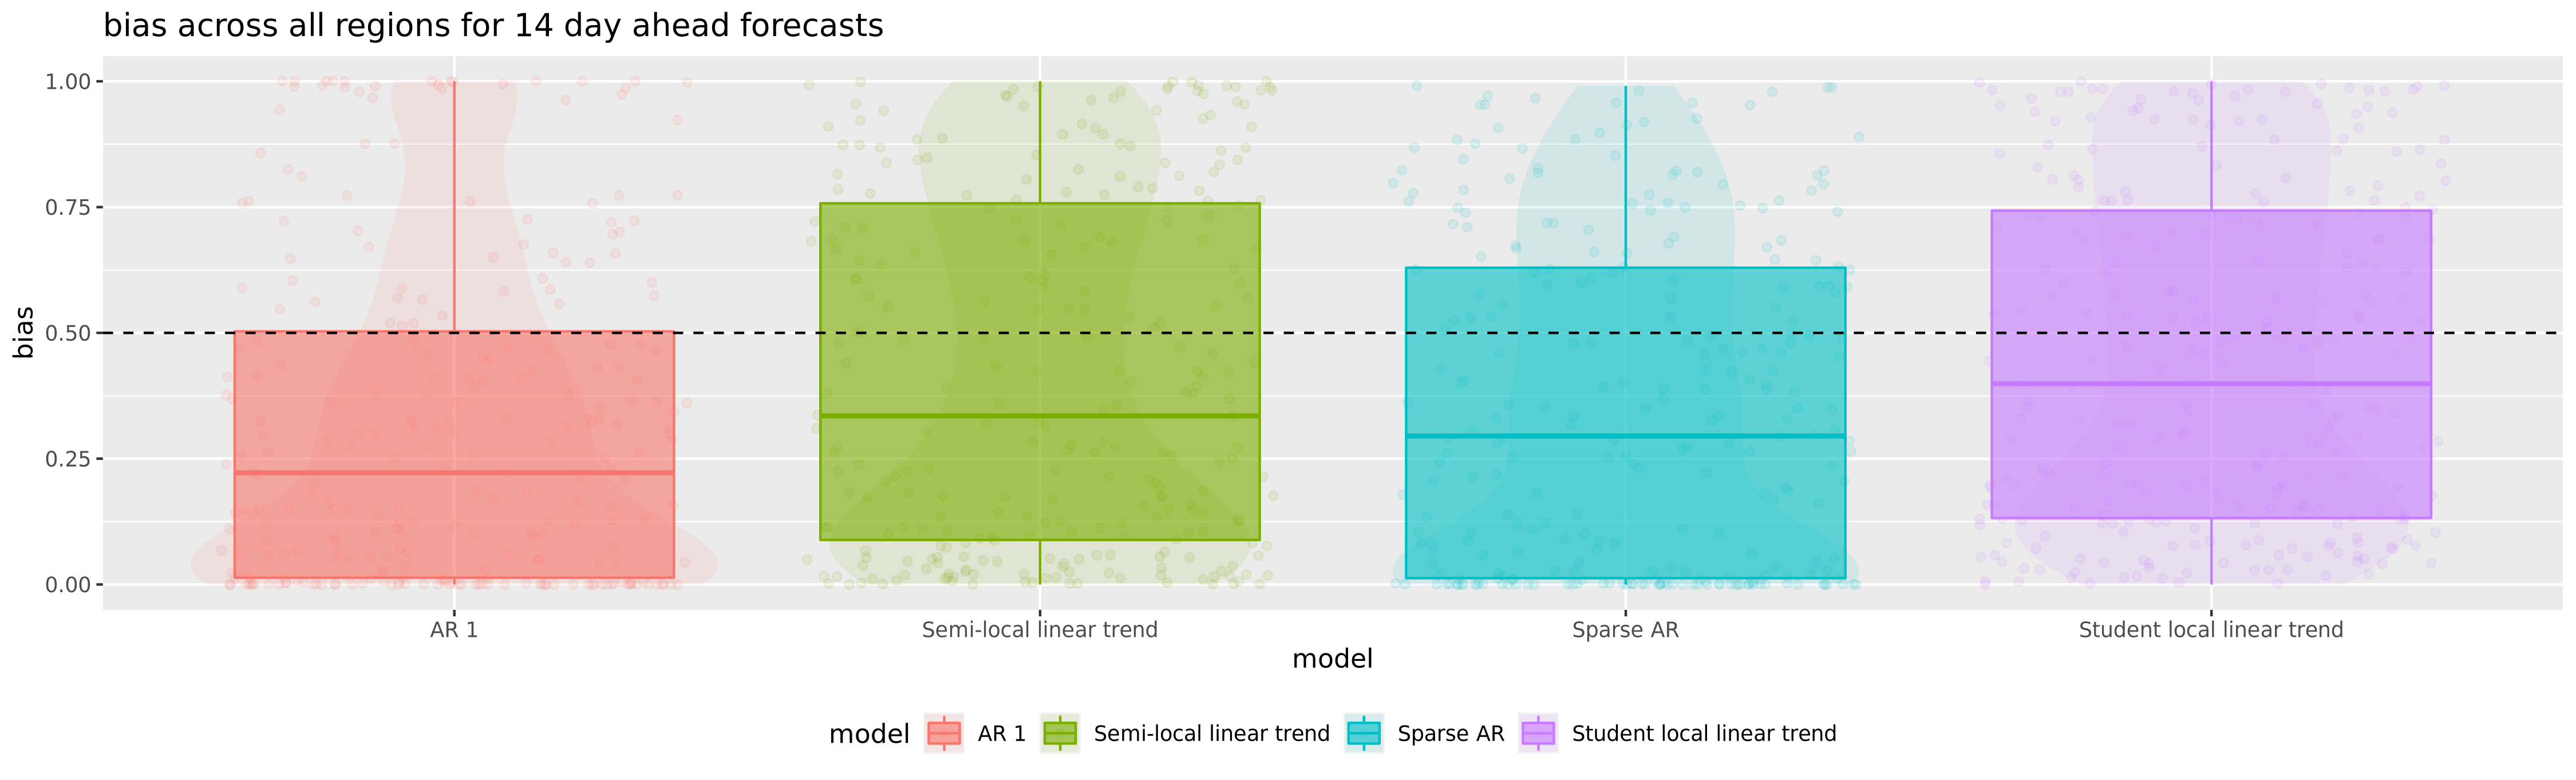 bias across all regions for 14 day ahead forecasts
1.00
0.75
0.50
0.25
0.00
bias
AR 1 Semi-local linear trend Sparse AR Student local linear trend
model
model AR 1 Semi-local linear trend Sparse AR Student local linear trend